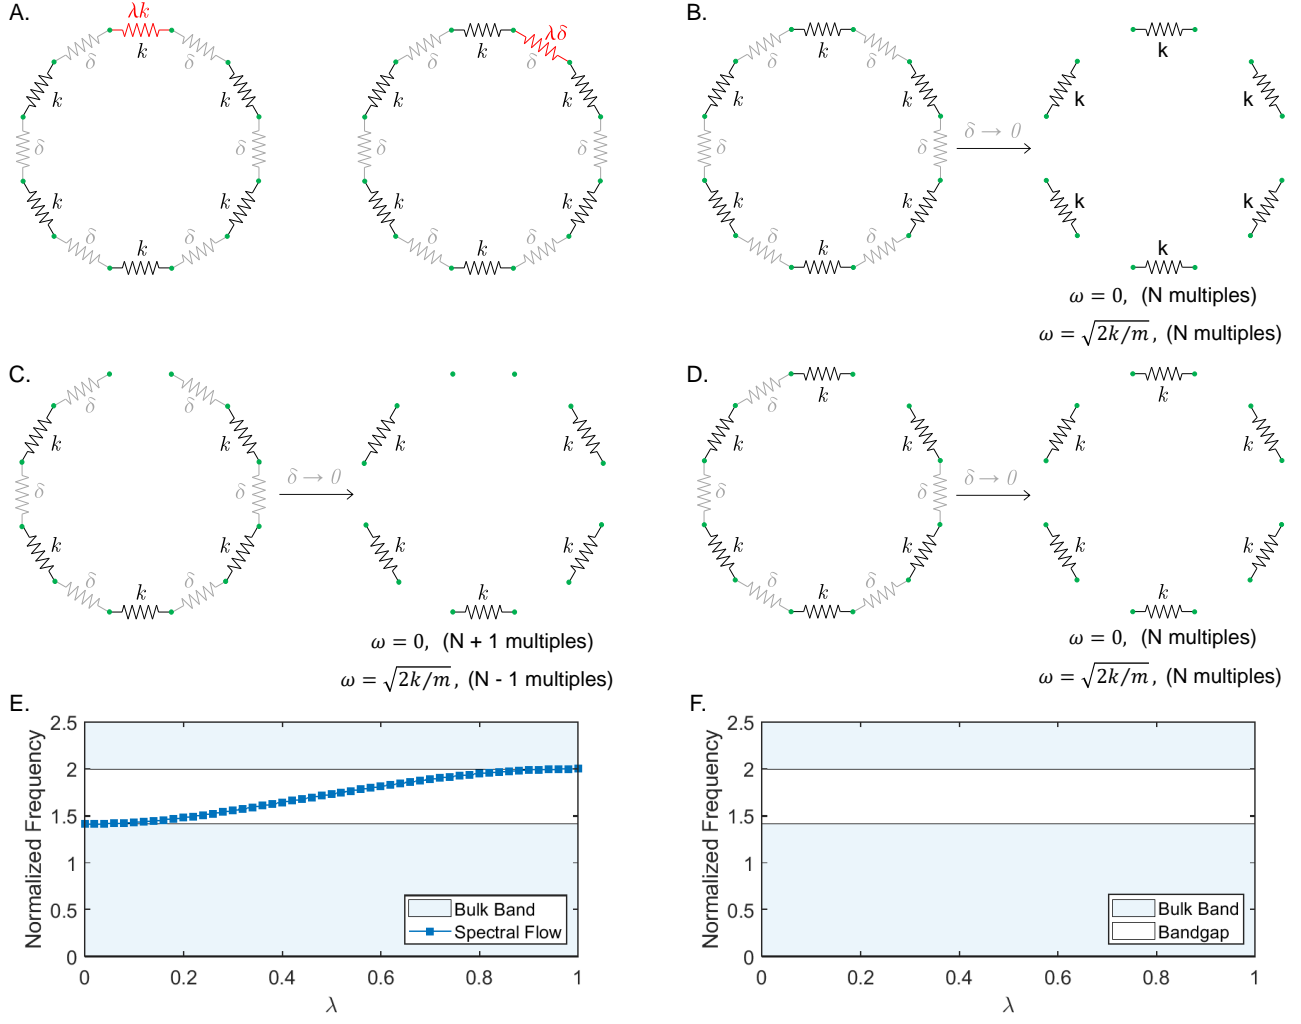 A.
λk
k
δ
δ
k
k
δ
δ
k
k
δ
δ
k
k
λδ
δ
k
k
δ
δ
k
k
δ
δ
k
B.
k
δ
δ
k
k
δ
δ
k
k
δ
δ
k
δ → 0
k
k
k
k
k
k
ω = 0, (N multiples)
ω = √2k/m, (N multiples)
C.
δ
δ
k
k
δ
δ
k
k
δ
δ
k
δ → 0
k
k
k
k
k
ω = 0, (N + 1 multiples)
ω = √2k/m, (N - 1 multiples)
D.
k
δ
k
k
δ
δ
k
k
δ
δ
k
δ → 0
k
k
k
k
k
k
ω = 0, (N multiples)
ω = √2k/m, (N multiples)
E.
Normalized Frequency
2.5
2
1.5
1
0.5
0
0 0.2 0.4 0.6 0.8 1
λ
Bulk Band
Spectral Flow
F.
Normalized Frequency
2.5
2
1.5
1
0.5
0
0 0.2 0.4 0.6 0.8 1
λ
Bulk Band
Bandgap